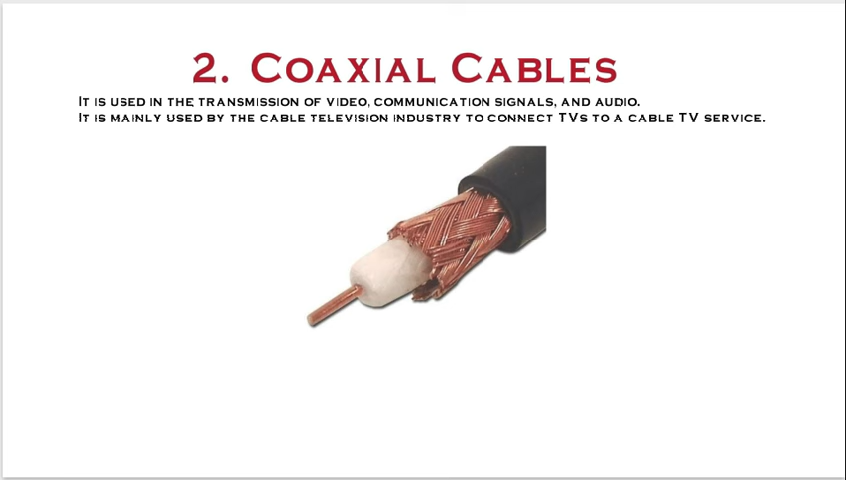 2. Coaxial Cables
It is used in the transmission of video, communication signals, and audio.
It is mainly used by the cable television industry to connect TVs to a cable TV service.